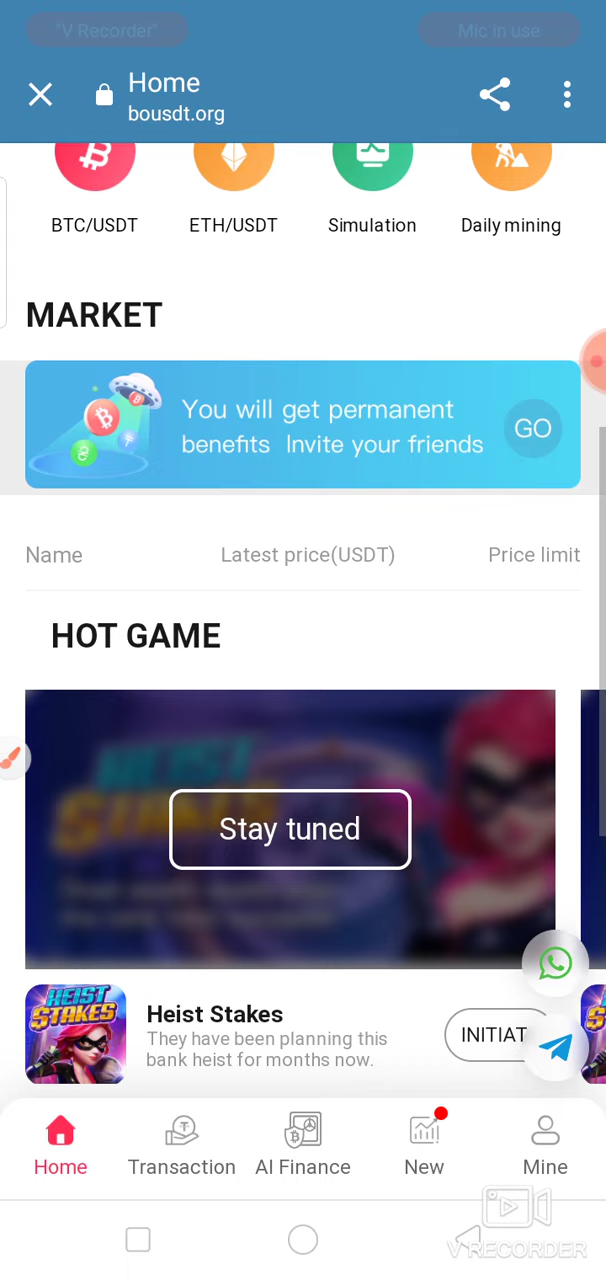 "V Recorder"
Mic in use
Home
bousdt.org
BTC/USDT
ETH/USDT
Simulation
Daily mining
MARKET
You will get permanent
benefits Invite your friends
GO
Name
Latest price(USDT)
Price limit
HOT GAME
HEIST
STAKES
Stay tuned
HEIST
STAKES
Heist Stakes
They have been planning this
bank heist for months now.
INITIAT
Home
Transaction
AI Finance
New
Mine
V RECORDER